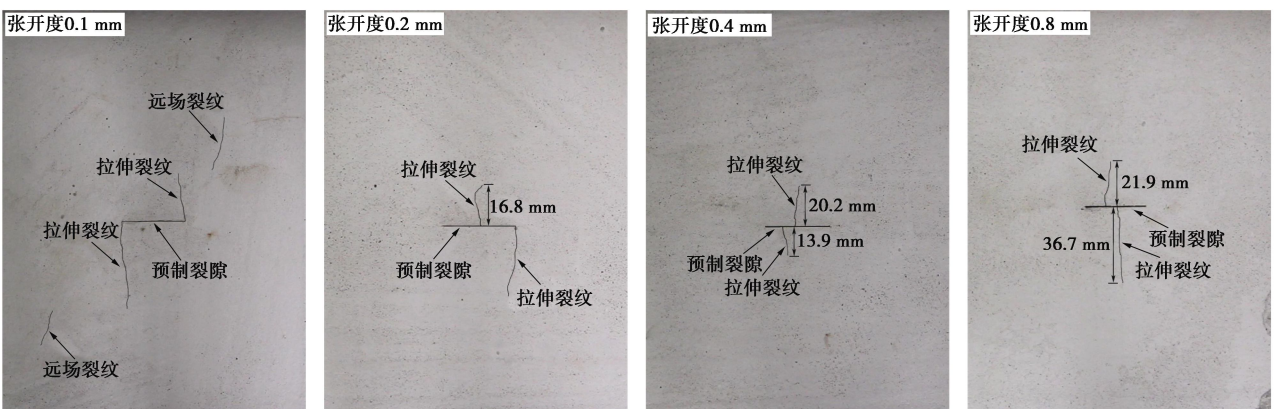 张开度0.1 mm
远场裂纹
拉伸裂纹
拉伸裂纹
预制裂隙
远场裂纹
张开度0.2 mm
拉伸裂纹
16.8 mm
预制裂隙
拉伸裂纹
张开度0.4 mm
拉伸裂纹
20.2 mm
13.9 mm
预制裂隙
拉伸裂纹
张开度0.8 mm
拉伸裂纹
21.9 mm
36.7 mm
预制裂隙
拉伸裂纹